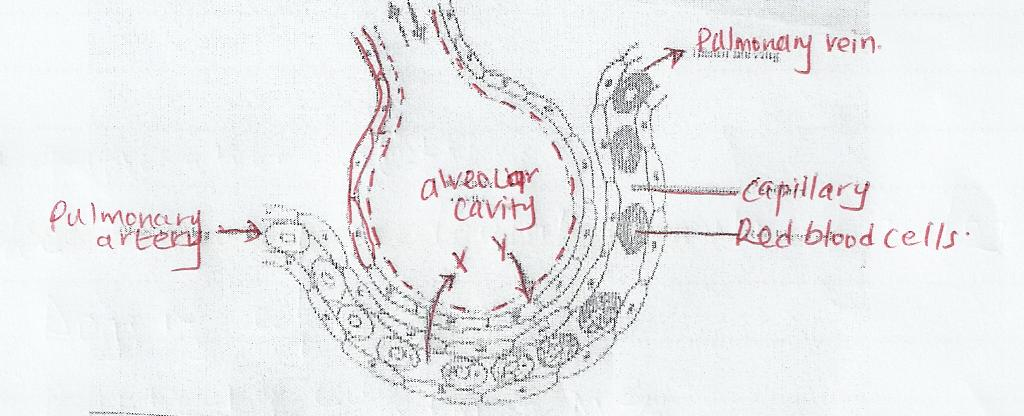 Pulmonary vein.
alveolar
cavity
capillary
Pulmonary
artery
Red blood cells.
X
Y